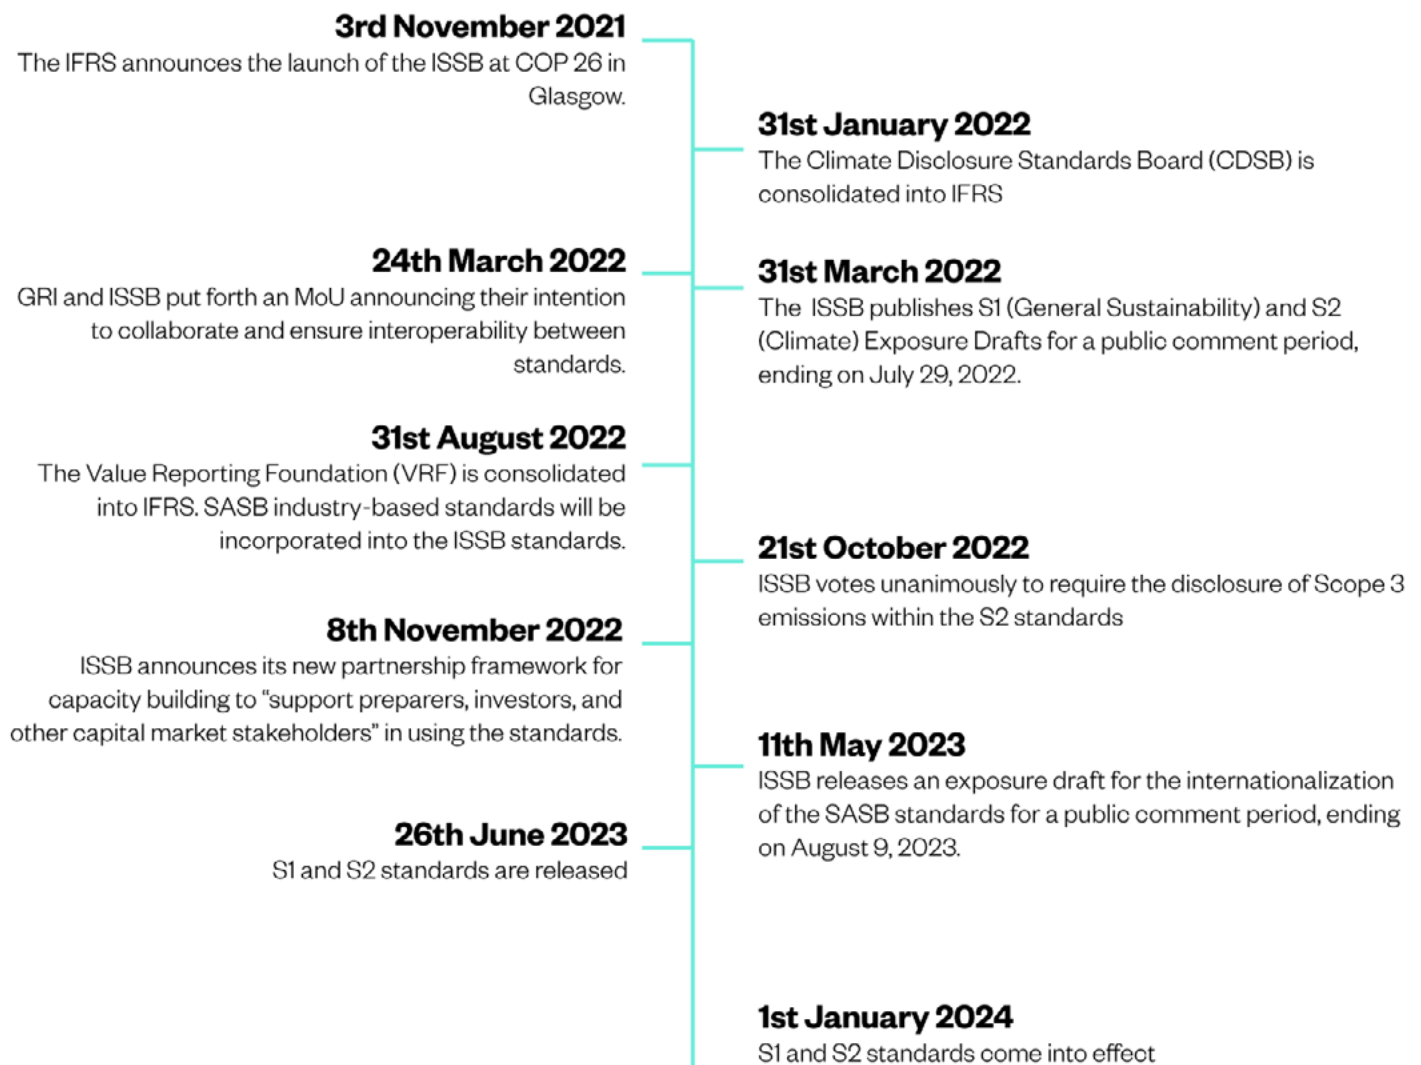 3rd November 2021
The IFRS announces the launch of the ISSB at COP 26 in
Glasgow.
31st January 2022
The Climate Disclosure Standards Board (CDSB) is
consolidated into IFRS
24th March 2022
GRI and ISSB put forth an MoU announcing their intention
to collaborate and ensure interoperability between
standards.
31st March 2022
The ISSB publishes S1 (General Sustainability) and S2
(Climate) Exposure Drafts for a public comment period,
ending on July 29, 2022.
31st August 2022
The Value Reporting Foundation (VRF) is consolidated
into IFRS. SASB industry-based standards will be
incorporated into the ISSB standards.
21st October 2022
ISSB votes unanimously to require the disclosure of Scope 3
emissions within the S2 standards
8th November 2022
ISSB announces its new partnership framework for
capacity building to “support preparers, investors, and
other capital market stakeholders” in using the standards.
11th May 2023
ISSB releases an exposure draft for the internationalization
of the SASB standards for a public comment period, ending
on August 9, 2023.
26th June 2023
S1 and S2 standards are released
1st January 2024
S1 and S2 standards come into effect